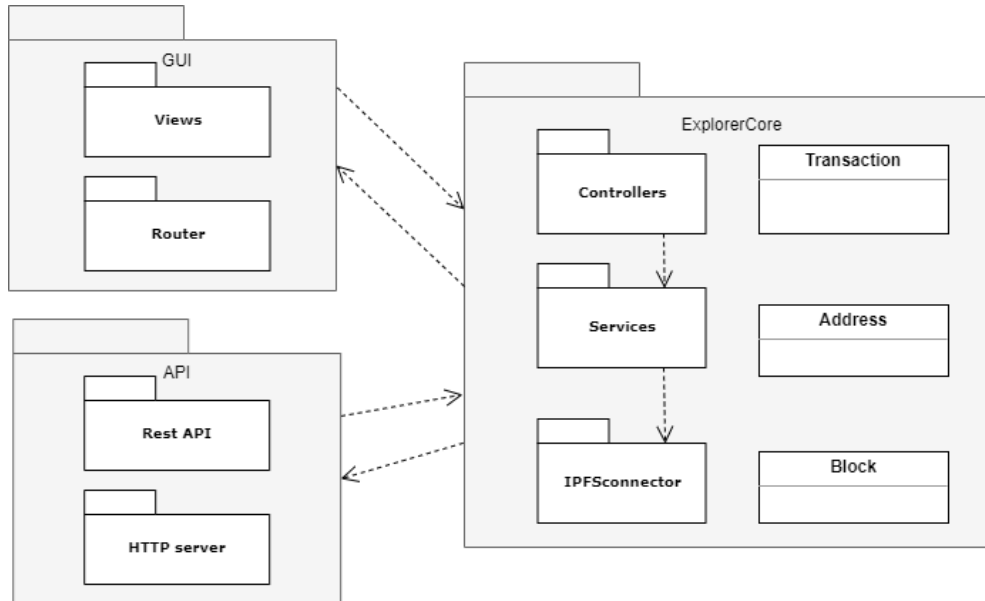 GUI
Views
Router
API
Rest API
HTTP server
ExplorerCore
Controllers
Services
IPFSconnector
Transaction
Address
Block